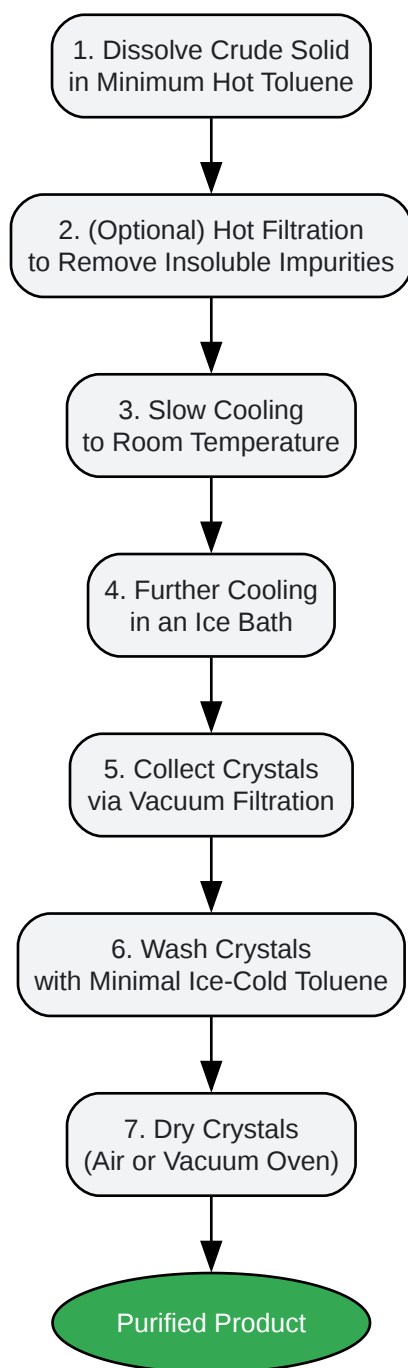 1. Dissolve Crude Solid
in Minimum Hot Toluene
2. (Optional) Hot Filtration
to Remove Insoluble Impurities
3. Slow Cooling
to Room Temperature
4. Further Cooling
in an Ice Bath
5. Collect Crystals
via Vacuum Filtration
6. Wash Crystals
with Minimal Ice-Cold Toluene
7. Dry Crystals
(Air or Vacuum Oven)
Purified Product